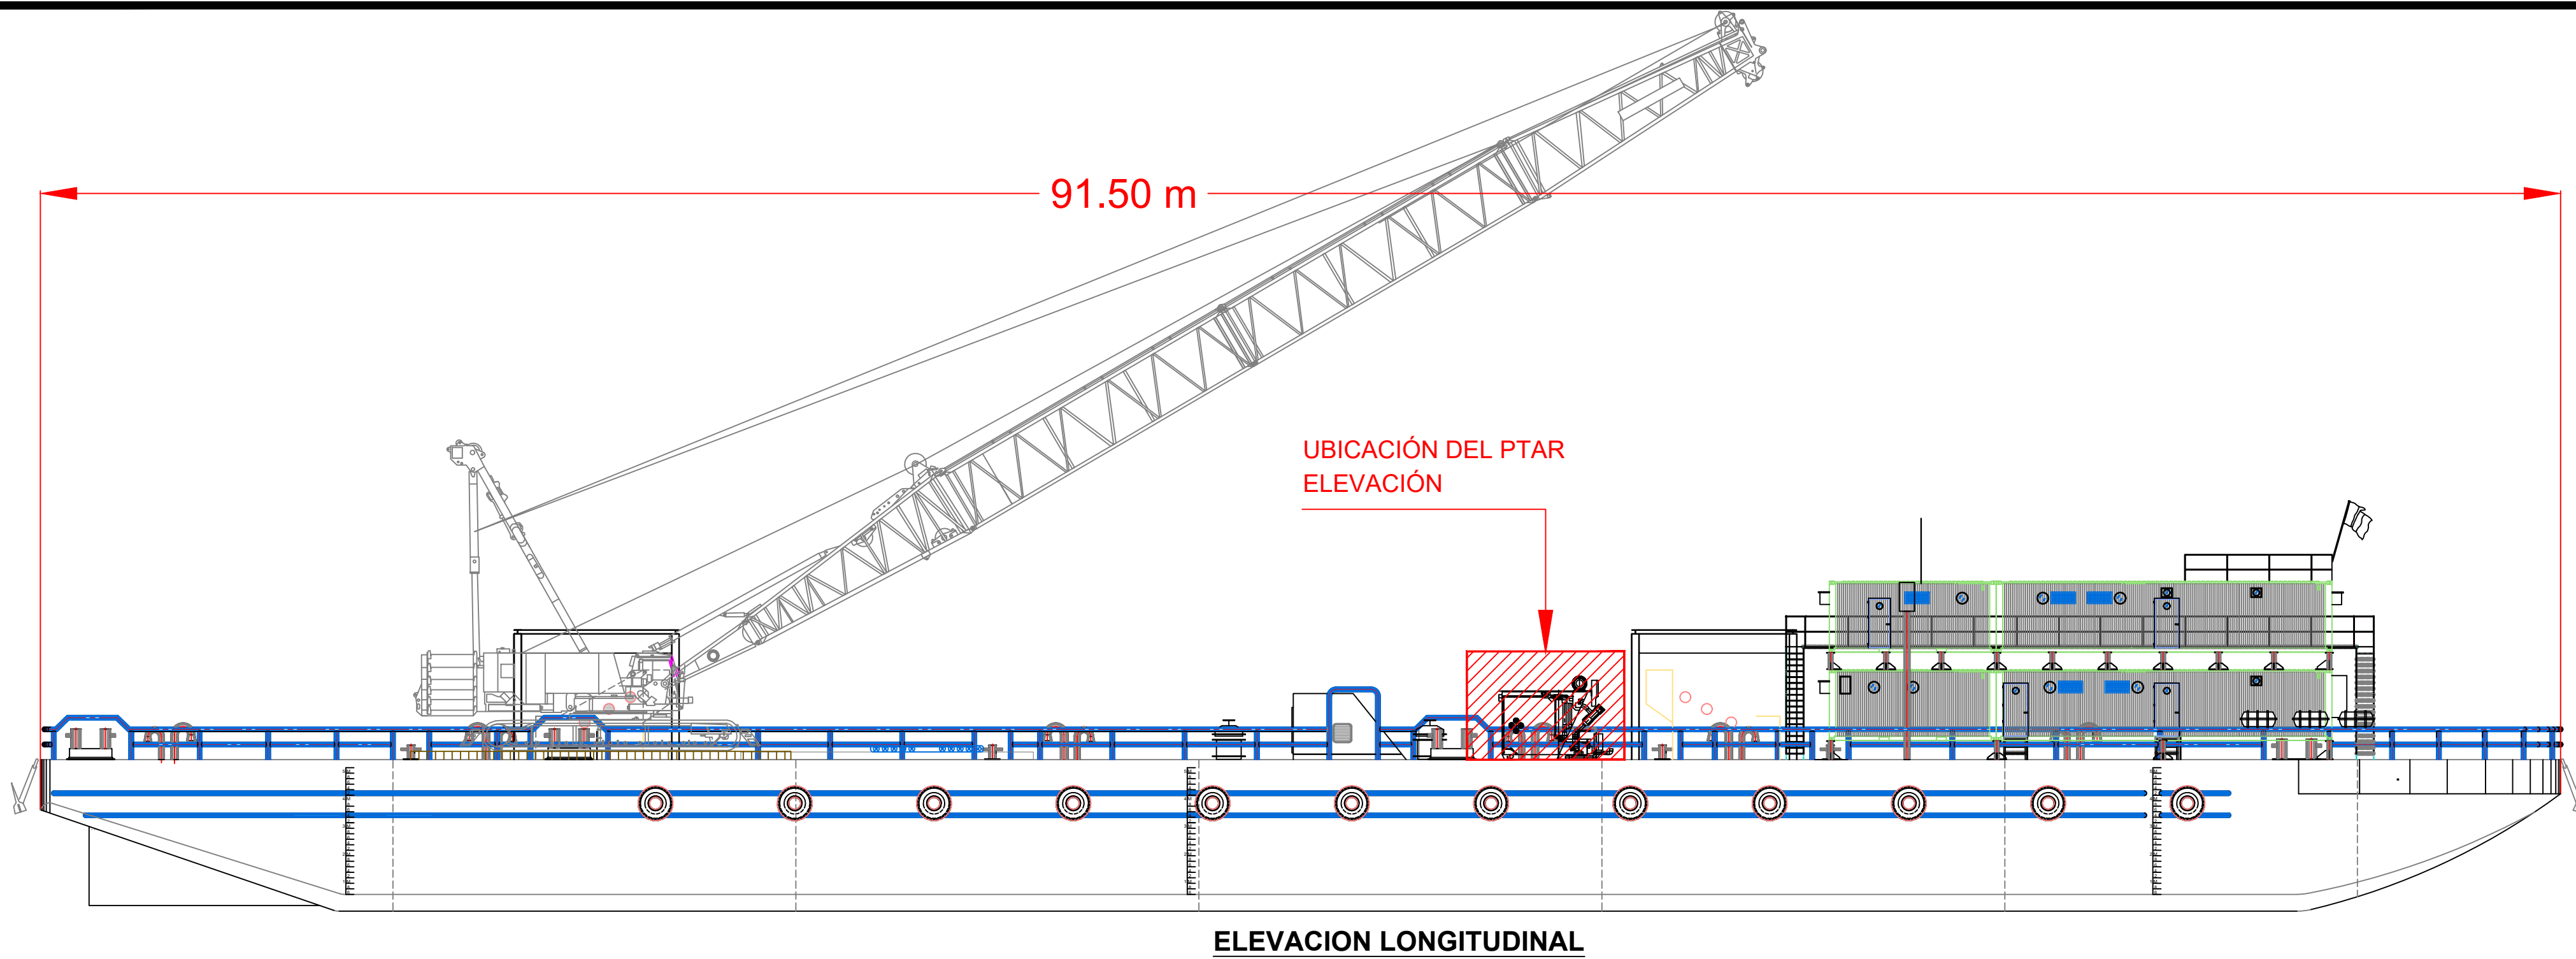 91.50 m
UBICACIÓN DEL PTAR
ELEVACIÓN
ELEVACION LONGITUDINAL